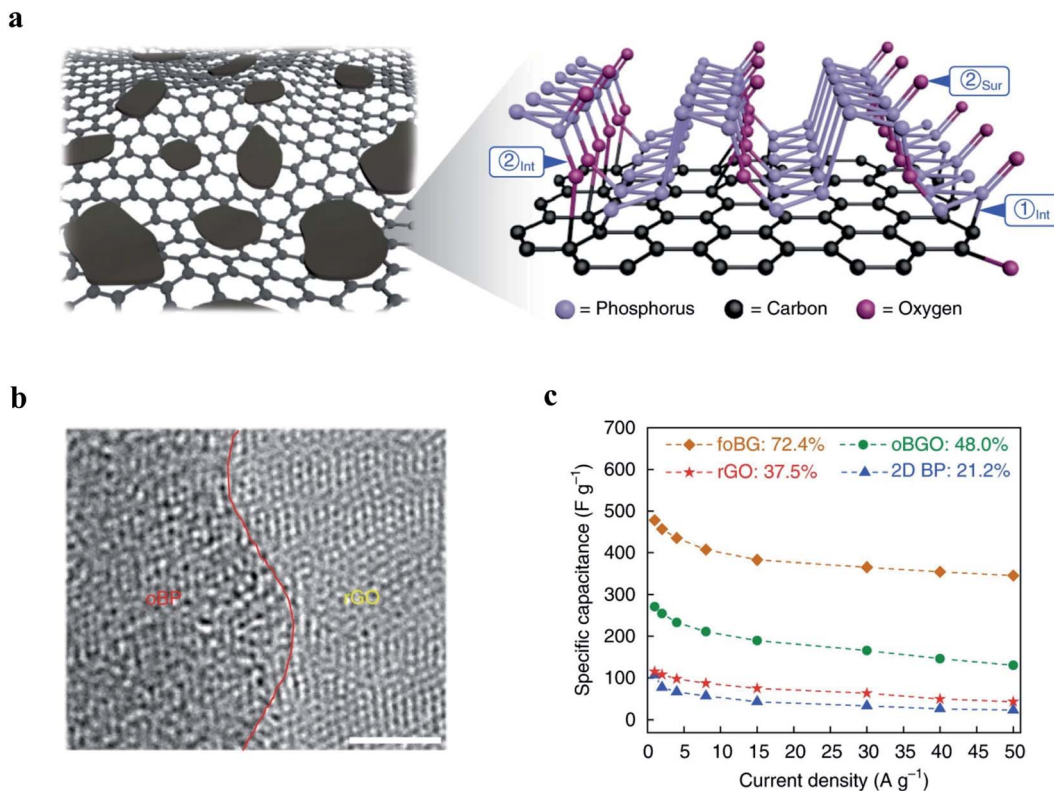 a
②Sur
②Int
①Int
= Phosphorus = Carbon = Oxygen
b
oBP
rGO
c
foBG: 72.4% oBGO: 48.0%
rGO: 37.5% 2D BP: 21.2%
Specific capacitance (F g⁻¹)
700
600
500
400
300
200
100
0
0 5 10 15 20 25 30 35 40 45 50
Current density (A g⁻¹)